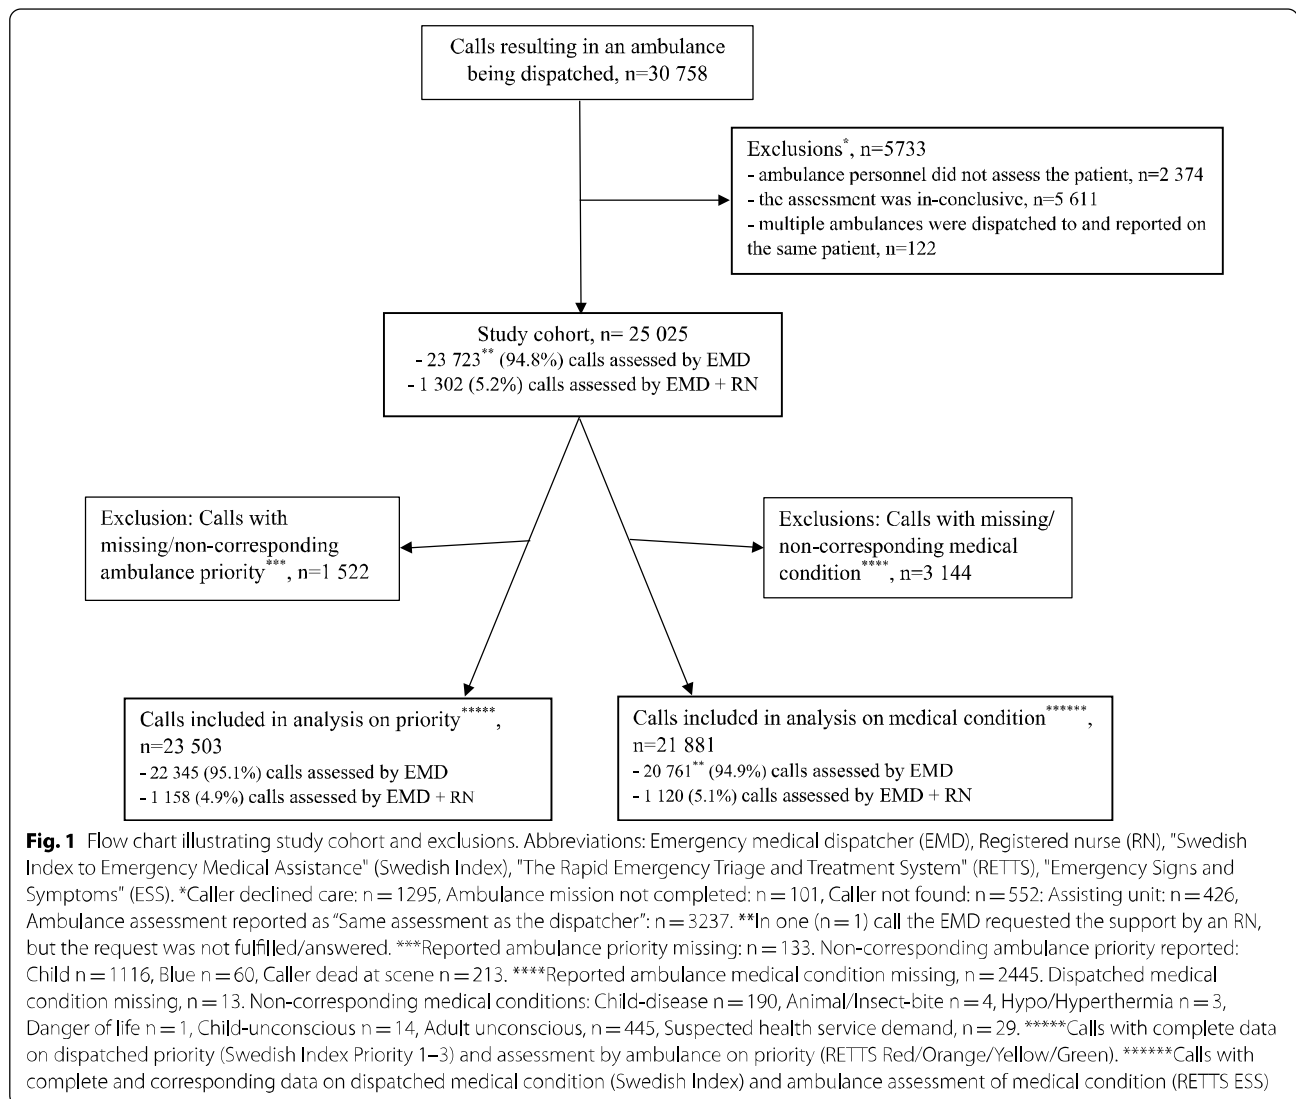 Calls resulting in an ambulance
being dispatched, n=30 758
Exclusions*, n=5733
- ambulance personnel did not assess the patient, n=2 374
- the assessment was in-conclusive, n=5 611
- multiple ambulances were dispatched to and reported on
the same patient, n=122
Study cohort, n= 25 025
- 23 723** (94.8%) calls assessed by EMD
- 1 302 (5.2%) calls assessed by EMD + RN
Exclusion: Calls with
missing/non-corresponding
ambulance priority***, n=1 522
Exclusions: Calls with missing/
non-corresponding medical
condition****, n=3 144
Calls included in analysis on priority*****,
n=23 503
- 22 345 (95.1%) calls assessed by EMD
- 1 158 (4.9%) calls assessed by EMD + RN
Calls included in analysis on medical condition******,
n=21 881
- 20 761** (94.9%) calls assessed by EMD
- 1 120 (5.1%) calls assessed by EMD + RN
Fig. 1 Flow chart illustrating study cohort and exclusions. Abbreviations: Emergency medical dispatcher (EMD), Registered nurse (RN), "Swedish
Index to Emergency Medical Assistance" (Swedish Index), "The Rapid Emergency Triage and Treatment System" (RETTS), "Emergency Signs and
Symptoms" (ESS). *Caller declined care: n = 1295, Ambulance mission not completed: n = 101, Caller not found: n = 552: Assisting unit: n = 426,
Ambulance assessment reported as “Same assessment as the dispatcher”: n = 3237. **In one (n = 1) call the EMD requested the support by an RN,
but the request was not fulfilled/answered. ***Reported ambulance priority missing: n = 133. Non-corresponding ambulance priority reported:
Child n = 1116, Blue n = 60, Caller dead at scene n = 213. ****Reported ambulance medical condition missing, n = 2445. Dispatched medical
condition missing, n = 13. Non-corresponding medical conditions: Child-disease n = 190, Animal/Insect-bite n = 4, Hypo/Hyperthermia n = 3,
Danger of life n = 1, Child-unconscious n = 14, Adult unconscious, n = 445, Suspected health service demand, n = 29. *****Calls with complete data
on dispatched priority (Swedish Index Priority 1–3) and assessment by ambulance on priority (RETTS Red/Orange/Yellow/Green). ******Calls with
complete and corresponding data on dispatched medical condition (Swedish Index) and ambulance assessment of medical condition (RETTS ESS)